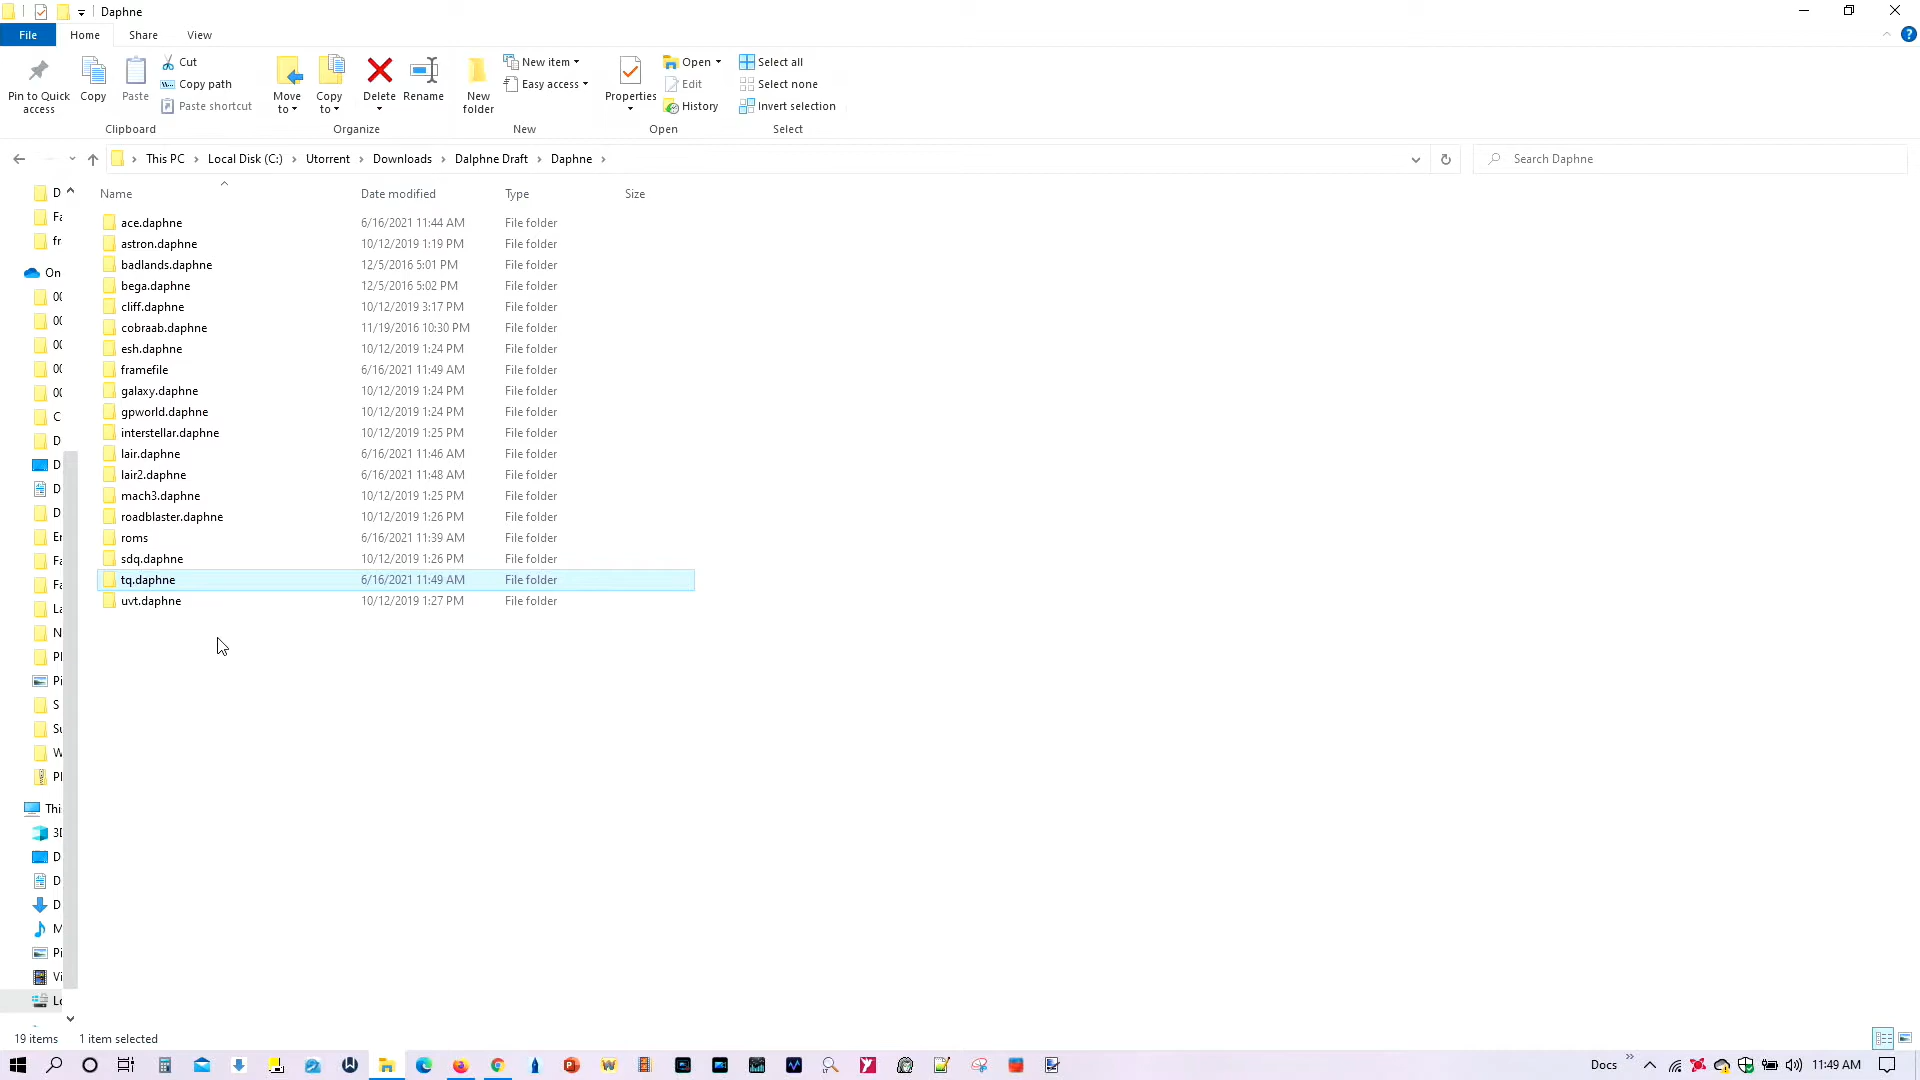 Daphne
File Home Share View
Pin to Quick access
Copy
Paste
Cut
Copy path
Paste shortcut
Clipboard
Move to
Copy to
Delete
Rename
Organize
New folder
New item
Easy access
New
Properties
Open
Edit
History
Open
Select all
Select none
Invert selection
Select
This PC Local Disk (C:) Utorrent Downloads Dalphne Draft Daphne
Search Daphne
Name Date modified Type Size
ace.daphne 6/16/2021 11:44 AM File folder
astron.daphne 10/12/2019 1:19 PM File folder
badlands.daphne 12/5/2016 5:01 PM File folder
bega.daphne 12/5/2016 5:02 PM File folder
cliff.daphne 10/12/2019 3:17 PM File folder
cobraab.daphne 11/19/2016 10:30 PM File folder
esh.daphne 10/12/2019 1:24 PM File folder
framefile 6/16/2021 11:49 AM File folder
galaxy.daphne 10/12/2019 1:24 PM File folder
gpworld.daphne 10/12/2019 1:24 PM File folder
interstellar.daphne 10/12/2019 1:25 PM File folder
lair.daphne 6/16/2021 11:46 AM File folder
lair2.daphne 6/16/2021 11:48 AM File folder
mach3.daphne 10/12/2019 1:25 PM File folder
roadblaster.daphne 10/12/2019 1:26 PM File folder
roms 6/16/2021 11:39 AM File folder
sdq.daphne 10/12/2019 1:26 PM File folder
tq.daphne 6/16/2021 11:49 AM File folder
uvt.daphne 10/12/2019 1:27 PM File folder
19 items 1 item selected
Docs 11:49 AM